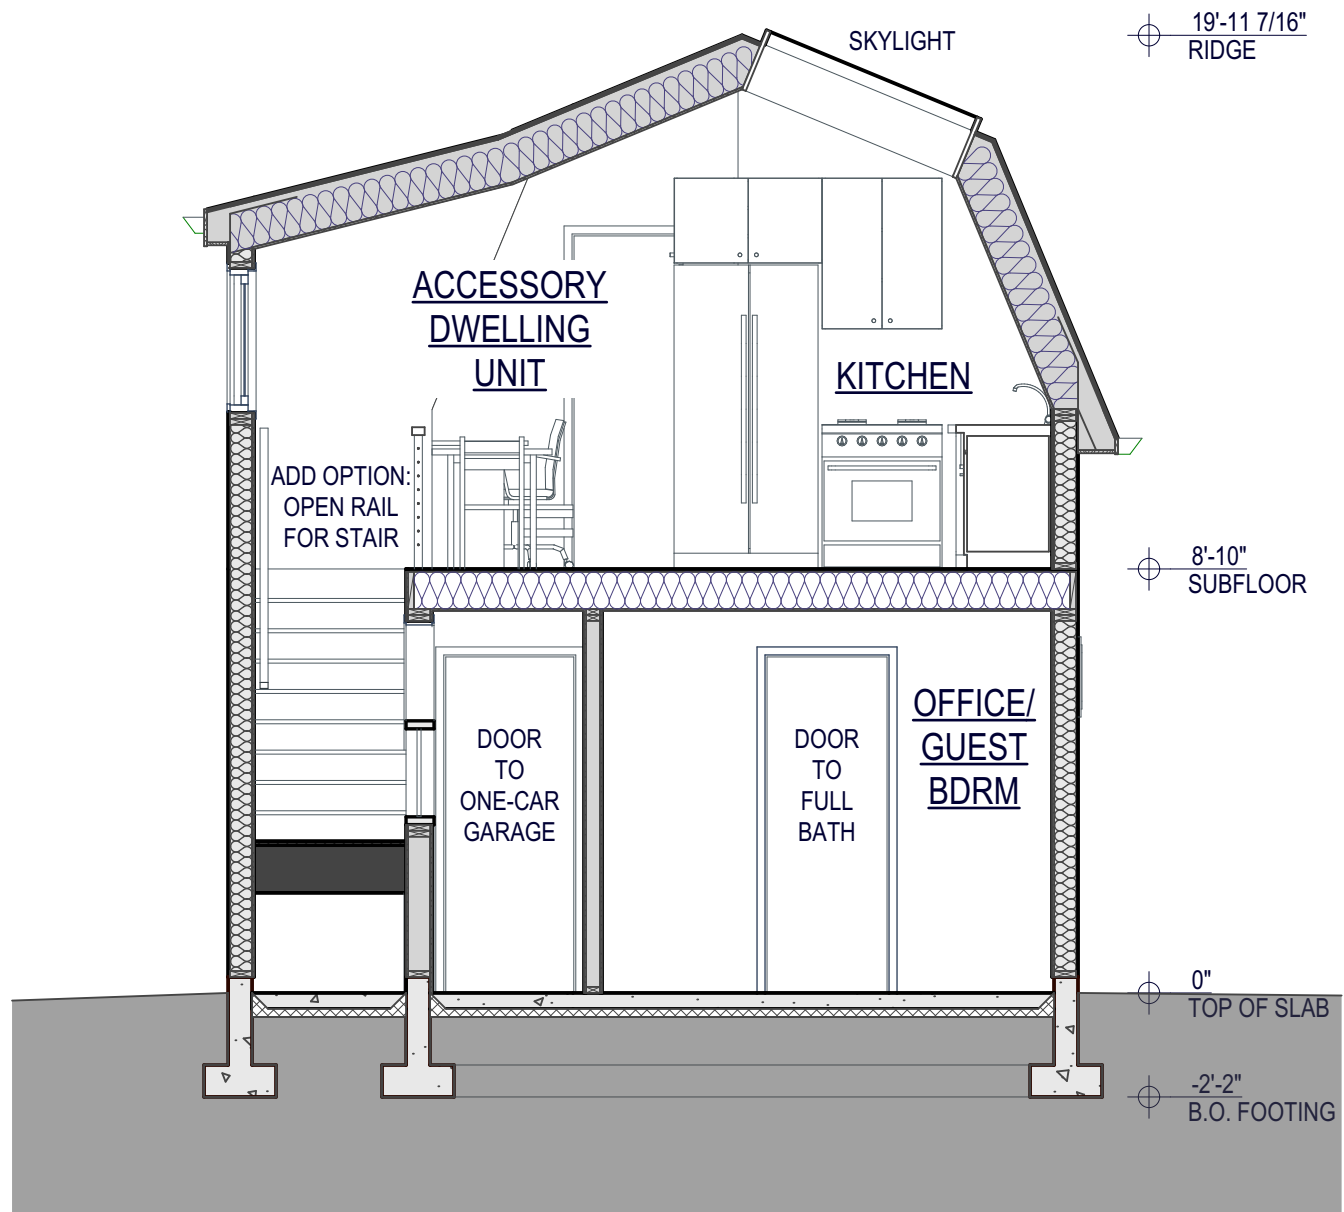 19'-11 7/16"
RIDGE
SKYLIGHT
ACCESSORY
DWELLING
UNIT
KITCHEN
ADD OPTION:
OPEN RAIL
FOR STAIR
8'-10"
SUBFLOOR
DOOR
TO
ONE-CAR
GARAGE
DOOR
TO
FULL
BATH
OFFICE/
GUEST
BDRM
0"
TOP OF SLAB
-2'-2"
B.O. FOOTING